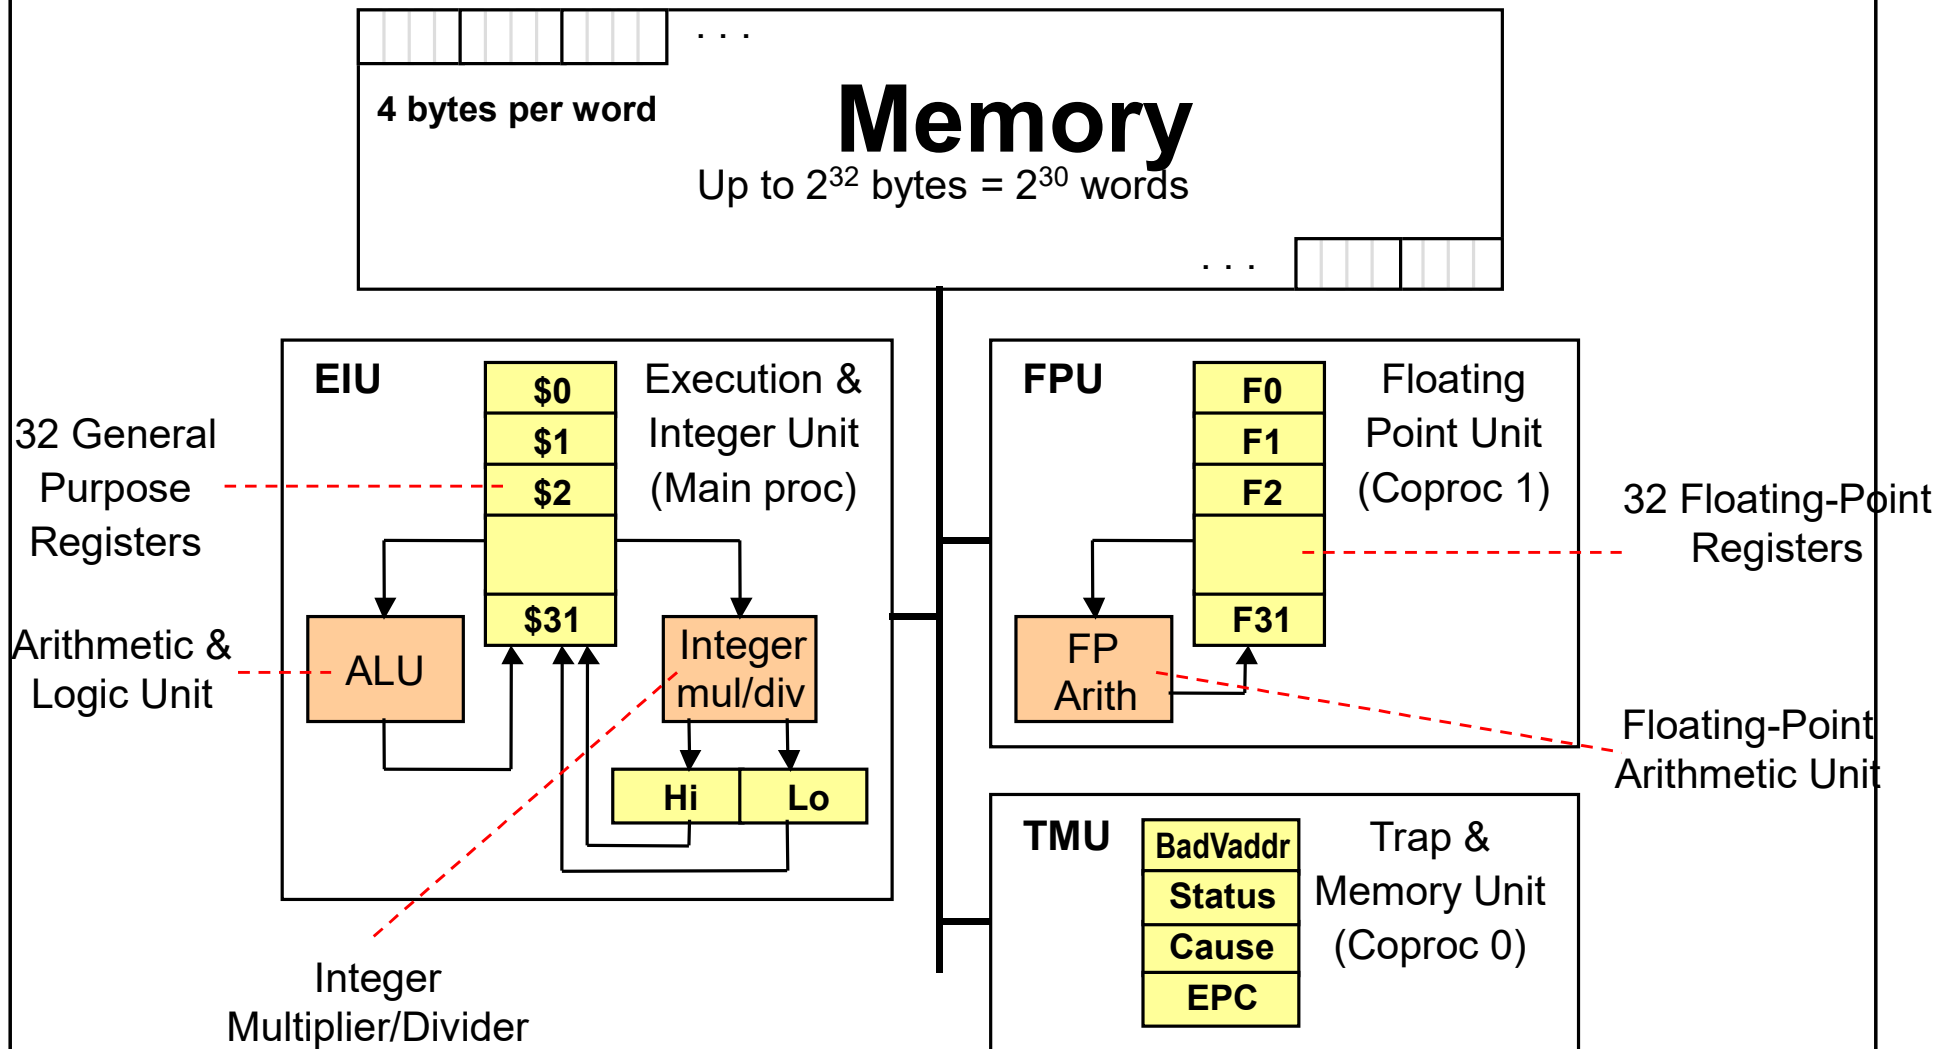 . . .
4 bytes per word
Memory
Up to 2³² bytes = 2³⁰ words
. . .
EIU
$0
$1
$2
$31
Execution &
Integer Unit
(Main proc)
32 General
Purpose
Registers
Arithmetic &
Logic Unit
ALU
Integer
mul/div
Hi
Lo
Integer
Multiplier/Divider
FPU
F0
F1
F2
F31
Floating
Point Unit
(Coproc 1)
32 Floating-Point
Registers
FP
Arith
Floating-Point
Arithmetic Unit
TMU
BadVaddr
Status
Cause
EPC
Trap &
Memory Unit
(Coproc 0)